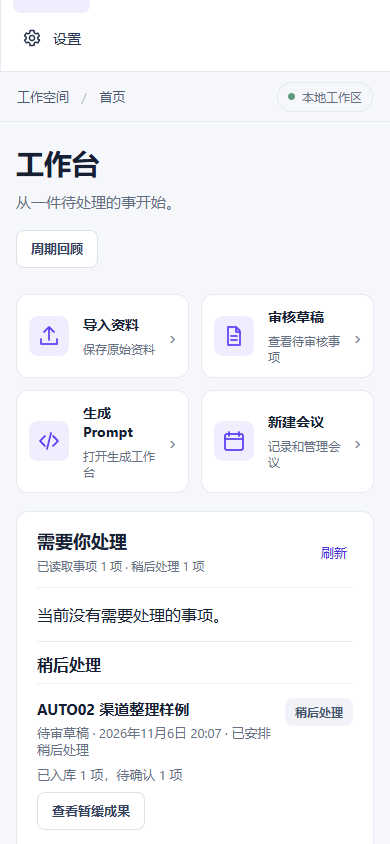 设置
工作空间 / 首页
本地工作区
工作台
从一件待处理的事开始。
周期回顾
导入资料
保存原始资料
审核草稿
查看待审核事
项
生成
Prompt
打开生成工作
台
新建会议
记录和管理会
议
需要你处理
已读取事项 1 项 · 稍后处理 1 项
刷新
当前没有需要处理的事项。
稍后处理
AUTO02 渠道整理样例
稍后处理
待审草稿 · 2026年11月6日 20:07 · 已安排
稍后处理
已入库 1 项，待确认 1 项
查看暂缓成果